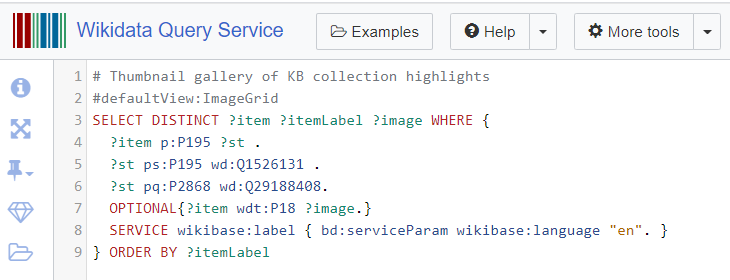 Wikidata Query Service Examples Help More tools
1 # Thumbnail gallery of KB collection highlights
2 #defaultView:ImageGrid
3 SELECT DISTINCT ?item ?itemLabel ?image WHERE {
4 ?item p:P195 ?st .
5 ?st ps:P195 wd:Q1526131 .
6 ?st pq:P2868 wd:Q29188408.
7 OPTIONAL{?item wdt:P18 ?image.}
8 SERVICE wikibase:label { bd:serviceParam wikibase:language "en". }
9 } ORDER BY ?itemLabel